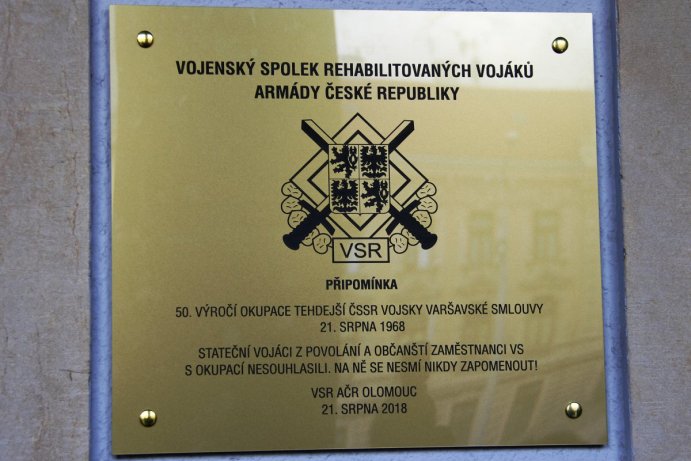 VOJENSKÝ SPOLEK REHABILITOVANÝCH VOJÁKŮ
ARMÁDY ČESKÉ REPUBLIKY
VSR
PŘIPOMÍNKA
50. VÝROČÍ OKUPACE TEHDEJŠÍ ČSSR VOJSKY VARŠAVSKÉ SMLOUVY
21. SRPNA 1968
STATEČNÍ VOJÁCI Z POVOLÁNÍ A OBČANŠTÍ ZAMĚSTNANCI VS
S OKUPACÍ NESOUHLASILI. NA NĚ SE NESMÍ NIKDY ZAPOMENOUT!
VSR AČR OLOMOUC
21. SRPNA 2018